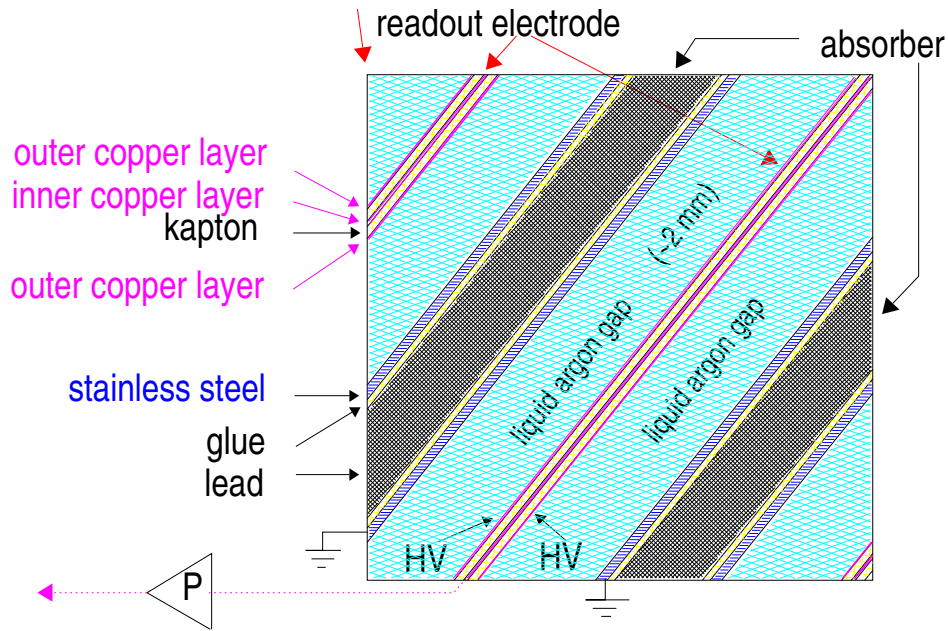 readout electrode
absorber
outer copper layer
inner copper layer
kapton
outer copper layer
(~2 mm)
liquid argon gap
liquid argon gap
stainless steel
glue
lead
HV
HV
P